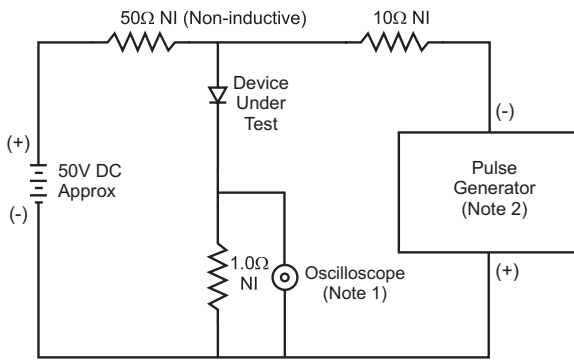 50Ω NI (Non-inductive)
10Ω NI
Device
Under
Test
(-)
(+)
50V DC
Approx
(-)
Pulse
Generator
(Note 2)
1.0Ω
NI
Oscilloscope
(Note 1)
(+)